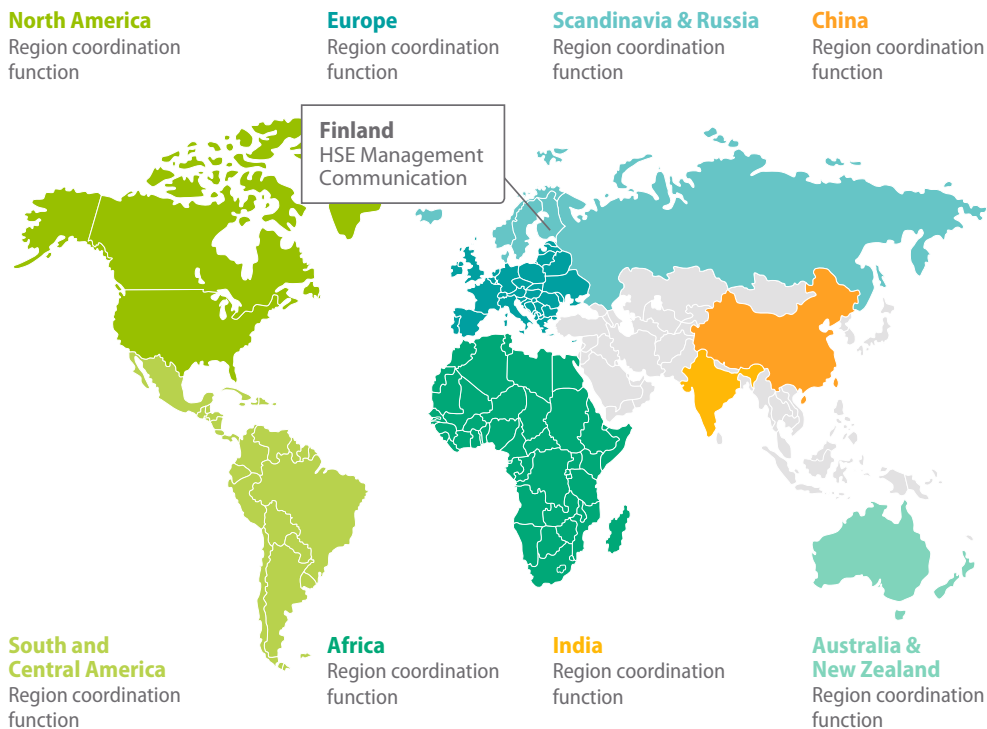 North America
Region coordination
function
Europe
Region coordination
function
Scandinavia & Russia
Region coordination
function
China
Region coordination
function
Finland
HSE Management
Communication
South and
Central America
Region coordination
function
Africa
Region coordination
function
India
Region coordination
function
Australia &
New Zealand
Region coordination
function